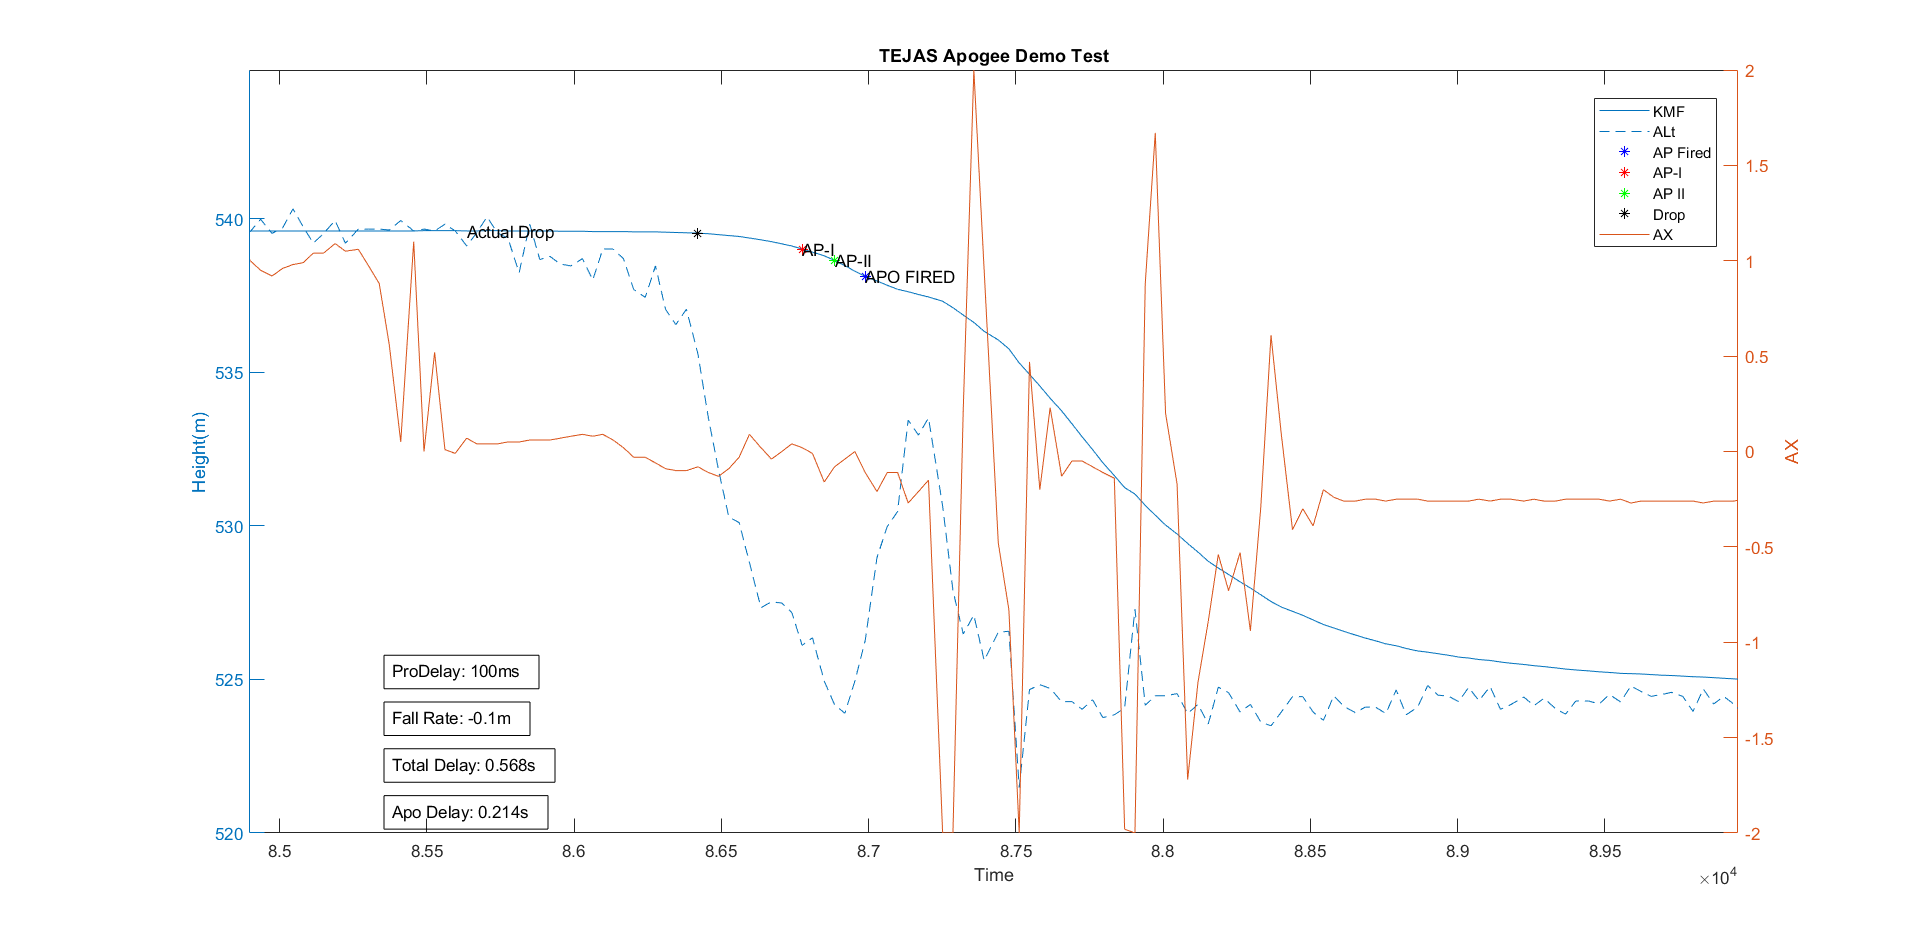 TEJAS Apogee Demo Test
KMF
ALt
AP Fired
AP-I
AP II
Drop
AX
Actual Drop
AP-I
AP-II
APO FIRED
Height(m)
540
535
530
525
520
2
1.5
1
0.5
0
-0.5
-1
-1.5
-2
AX
ProDelay: 100ms
Fall Rate: -0.1m
Total Delay: 0.568s
Apo Delay: 0.214s
8.5 8.55 8.6 8.65 8.7 8.75 8.8 8.85 8.9 8.95
Time
×10⁴